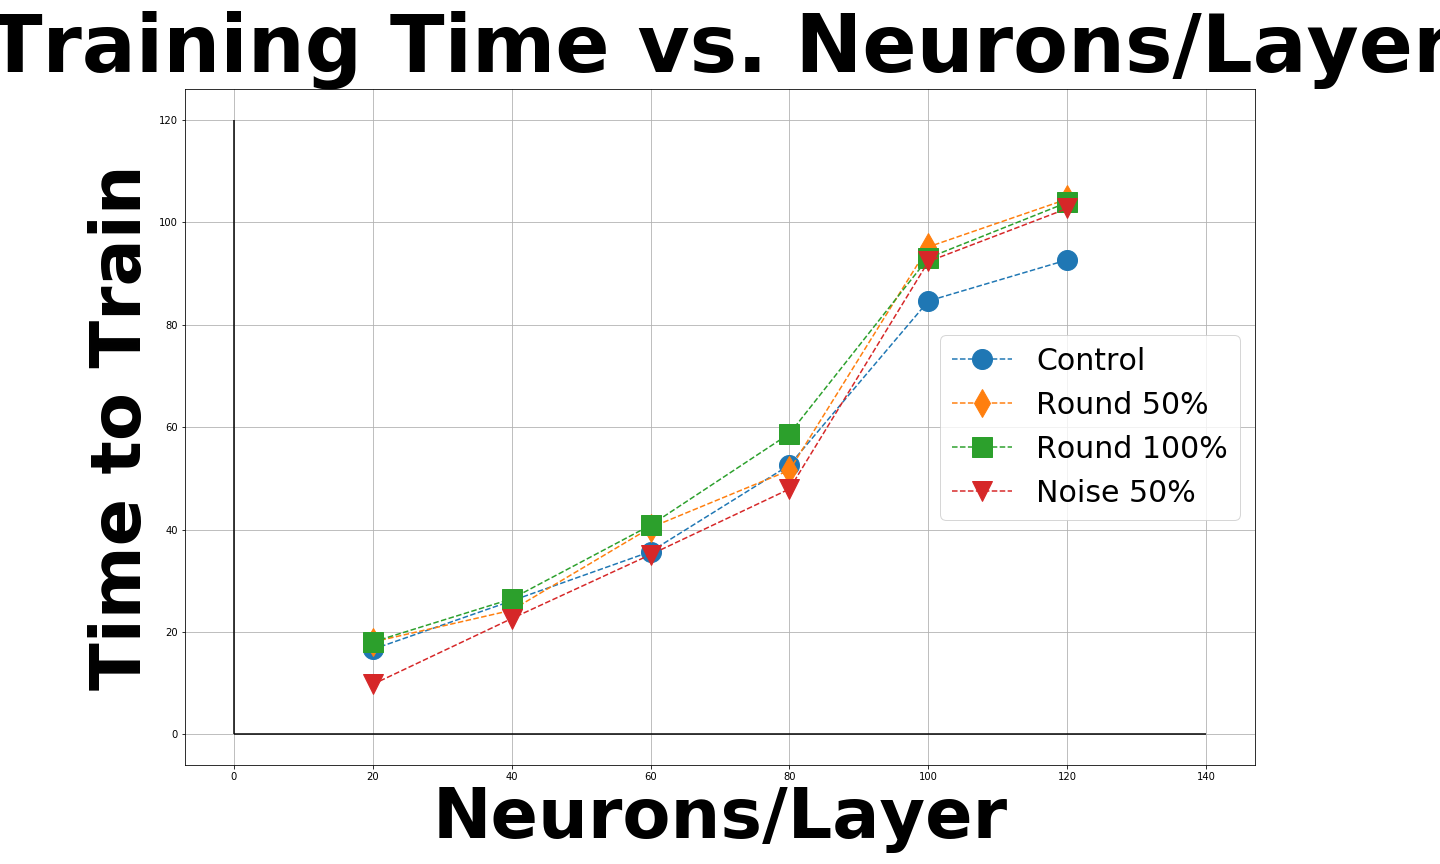 Training Time vs. Neurons/Layer
Time to Train
120
100
80
60
40
20
0
Control
Round 50%
Round 100%
Noise 50%
0 20 40 60 80 100 120 140
Neurons/Layer